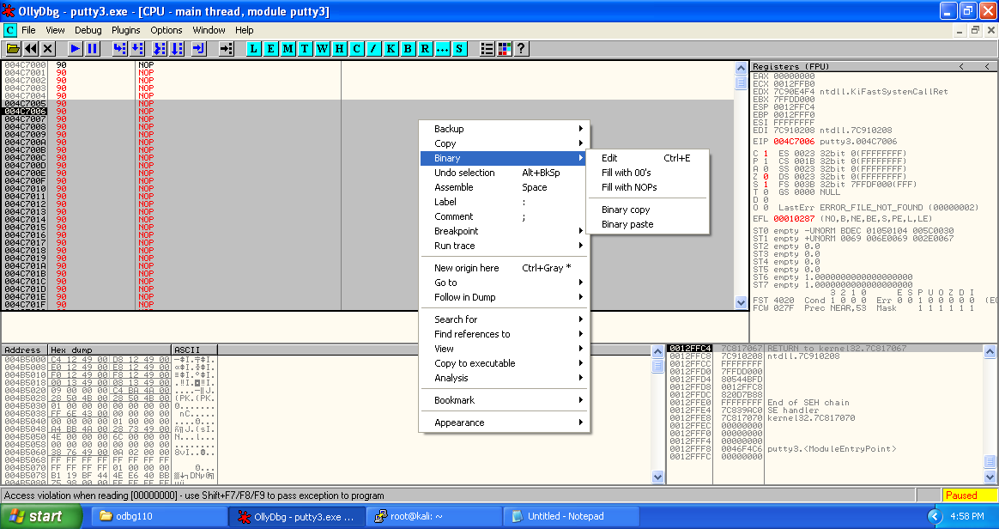 OllyDbg - putty3.exe - [CPU - main thread, module putty3]
C File View Debug Plugins Options Window Help
L E M T W H C / K B R ... S ?
004C7000 90 NOP
004C7001 90 NOP
004C7002 90 NOP
004C7003 90 NOP
004C7004 90 NOP
004C7005 90 NOP
004C7006 90 NOP
004C7007 90 NOP
004C7008 90 NOP
004C7009 90 NOP
004C700A 90 NOP
004C700B 90 NOP
004C700C 90 NOP
004C700D 90 NOP
004C700E 90 NOP
004C700F 90 NOP
004C7010 90 NOP
004C7011 90 NOP
004C7012 90 NOP
004C7013 90 NOP
004C7014 90 NOP
004C7015 90 NOP
004C7016 90 NOP
004C7017 90 NOP
004C7018 90 NOP
004C7019 90 NOP
004C701A 90 NOP
004C701B 90 NOP
004C701C 90 NOP
004C701D 90 NOP
004C701E 90 NOP
004C701F 90 NOP
Backup
Copy
Binary
Undo selection Alt+BkSp
Assemble Space
Label :
Comment ;
Breakpoint
Run trace
New origin here Ctrl+Gray *
Go to
Follow in Dump
Search for
Find references to
View
Copy to executable
Analysis
Bookmark
Appearance
Edit Ctrl+E
Fill with 00's
Fill with NOPs
Binary copy
Binary paste
Registers (FPU) < <
EAX 00000000
ECX 0012FFB0
EDX 7C90E4F4 ntdll.KiFastSystemCallRet
EBX 7FFDD000
ESP 0012FFC4
EBP 0012FFF0
ESI FFFFFFFF
EDI 7C910208 ntdll.7C910208
EIP 004C7006 putty3.004C7006
C 1 ES 0023 32bit 0(FFFFFFFF)
P 1 CS 001B 32bit 0(FFFFFFFF)
A 0 SS 0023 32bit 0(FFFFFFFF)
Z 0 DS 0023 32bit 0(FFFFFFFF)
S 1 FS 003B 32bit 7FFDF000(FFF)
T 0 GS 0000 NULL
D 0
O 0 LastErr ERROR_FILE_NOT_FOUND (00000002)
EFL 00010287 (NO,B,NE,BE,S,PE,L,LE)
ST0 empty -UNORM BDEC 01050104 005C0030
ST1 empty +UNORM 0069 006E0069 002E0067
ST2 empty 0.0
ST3 empty 0.0
ST4 empty 0.0
ST5 empty 0.0
ST6 empty 1.0000000000000000000
ST7 empty 1.0000000000000000000
3 2 1 0 E S P U O Z D I
FST 4020 Cond 1 0 0 0 Err 0 0 1 0 0 0 0 0 (EQ
FCW 027F Prec NEAR,53 Mask 1 1 1 1 1 1
Address Hex dump ASCII
004B5000 C4 12 49 00 D8 12 49 00
004B5008 E0 12 49 00 E8 12 49 00
004B5010 F0 12 49 00 F8 12 49 00
004B5018 00 13 49 00 08 13 49 00
004B5020 09 00 00 00 C4 BA 4A 00
004B5028 28 50 4B 00 28 50 4B 00 (PK.(PK.
004B5030 01 00 00 00 00 00 00 00
004B5038 FF 6E 43 00 00 00 00 00 nC.....
004B5040 00 00 00 00 01 00 00 00
004B5048 A4 BB 4A 00 28 73 49 00
004B5050 4E 00 00 00 6C 00 00 00 N...l...
004B5058 00 00 00 00 00 00 00 00 ........
004B5060 38 76 49 00 0A 02 00 00
004B5068 FF FF FF FF FF FF FF FF
004B5070 FF FF FF FF 01 00 00 00
004B5078 B1 19 BF 44 4E E6 40 BB
0012FFC4 7C817067 RETURN to kernel32.7C817067
0012FFC8 7C910208 ntdll.7C910208
0012FFCC FFFFFFFF
0012FFD0 7FFDD000
0012FFD4 80544BFD
0012FFD8 0012FFC8
0012FFDC 820D7B88
0012FFE0 FFFFFFFF End of SEH chain
0012FFE4 7C839AC0 SE handler
0012FFE8 7C817070 kernel32.7C817070
0012FFEC 00000000
0012FFF0 00000000
0012FFF4 00000000
0012FFF8 0046F4C6 putty3.<ModuleEntryPoint>
Access violation when reading [00000000] - use Shift+F7/F8/F9 to pass exception to program
Paused
start odbg110 OllyDbg - putty3.exe ... root@kali: ~ Untitled - Notepad 4:58 PM